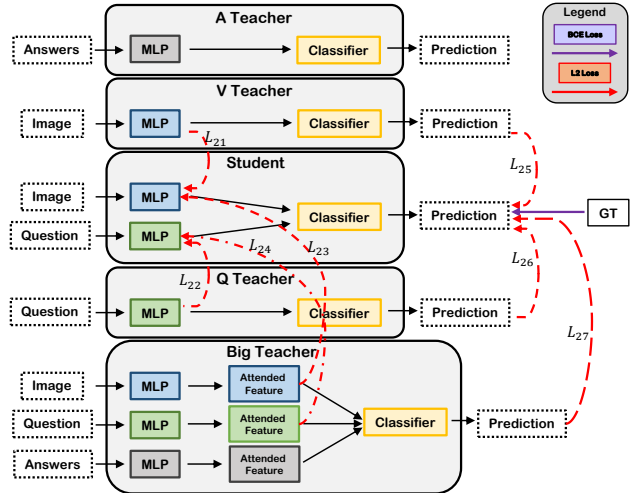 A Teacher
Answers
MLP
Classifier
Prediction
Legend
BCE Loss
L2 Loss
V Teacher
Image
MLP
Classifier
Prediction
L21
L25
Student
Image
MLP
Question
MLP
Classifier
Prediction
GT
L24
L23
L22
L26
Q Teacher
Question
MLP
Classifier
Prediction
L27
Big Teacher
Image
MLP
Attended
Feature
Question
MLP
Attended
Feature
Classifier
Prediction
Answers
MLP
Attended
Feature